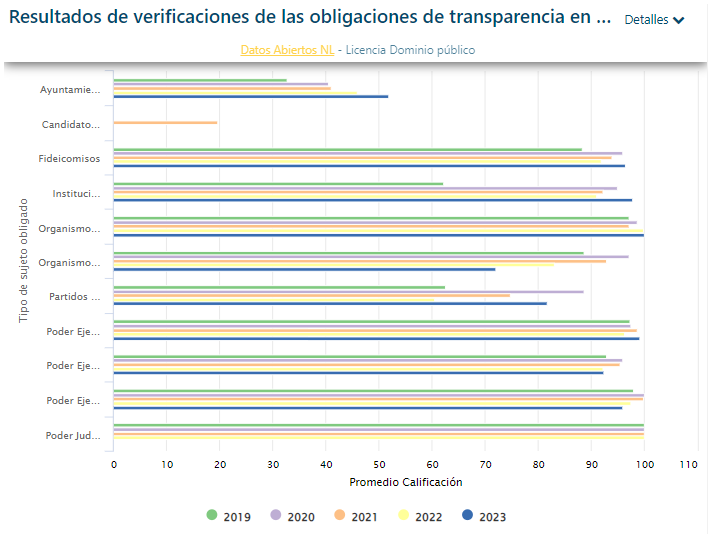 Resultados de verificaciones de las obligaciones de transparencia en ...
Detalles
Datos Abiertos NL - Licencia Dominio público
Tipo de sujeto obligado
Ayuntamie...
Candidato...
Fideicomisos
Instituci...
Organismo...
Organismo...
Partidos ...
Poder Eje...
Poder Eje...
Poder Eje...
Poder Jud...
0 10 20 30 40 50 60 70 80 90 100 110
Promedio Calificación
2019 2020 2021 2022 2023